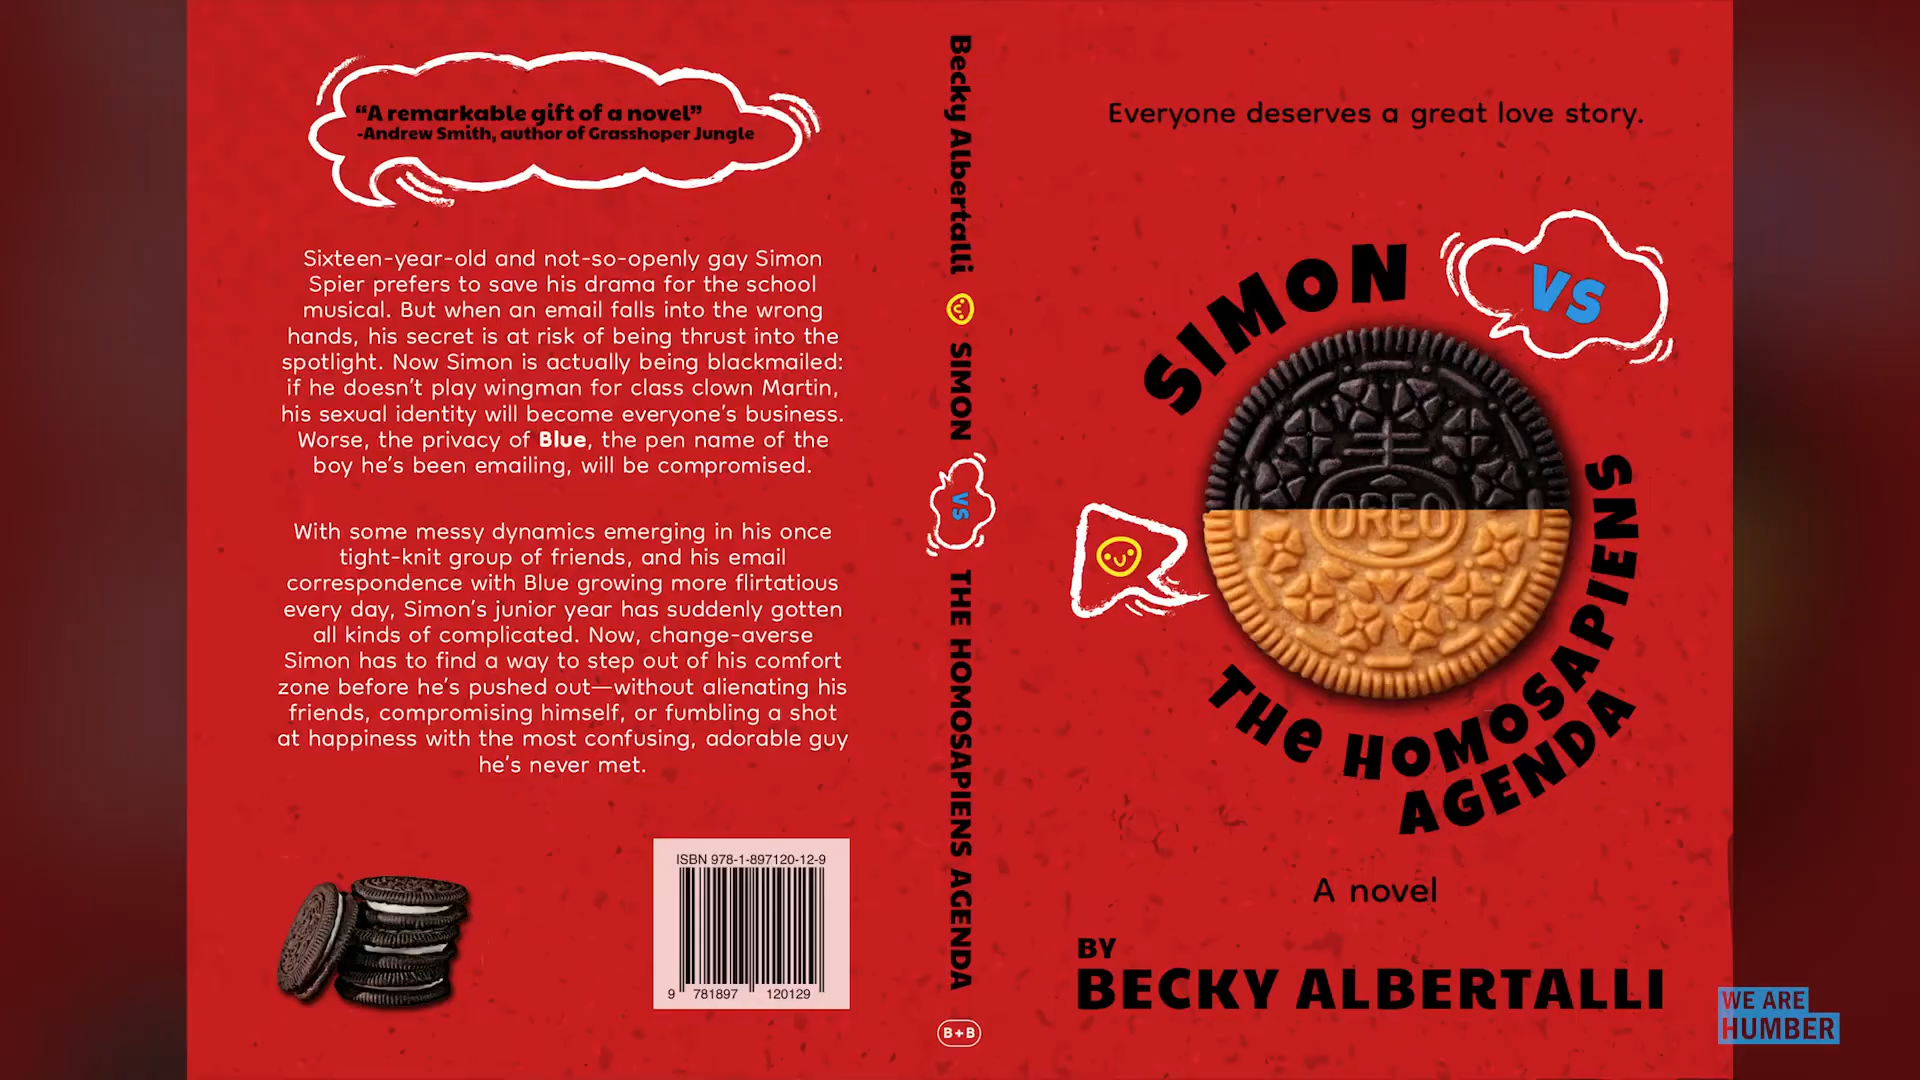 “A remarkable gift of a novel”
-Andrew Smith, author of Grasshoper Jungle
Sixteen-year-old and not-so-openly gay Simon
Spier prefers to save his drama for the school
musical. But when an email falls into the wrong
hands, his secret is at risk of being thrust into the
spotlight. Now Simon is actually being blackmailed:
if he doesn’t play wingman for class clown Martin,
his sexual identity will become everyone’s business.
Worse, the privacy of Blue, the pen name of the
boy he’s been emailing, will be compromised.
With some messy dynamics emerging in his once
tight-knit group of friends, and his email
correspondence with Blue growing more flirtatious
every day, Simon’s junior year has suddenly gotten
all kinds of complicated. Now, change-averse
Simon has to find a way to step out of his comfort
zone before he’s pushed out—without alienating his
friends, compromising himself, or fumbling a shot
at happiness with the most confusing, adorable guy
he’s never met.
ISBN 978-1-897120-12-9
9 781897 120129
Becky Albertalli SIMON VS THE HOMOSAPIENS AGENDA
B+B
Everyone deserves a great love story.
SIMON
VS
OREO
THE HOMOSAPIENS
AGENDA
A novel
BY
BECKY ALBERTALLI
WE ARE
HUMBER